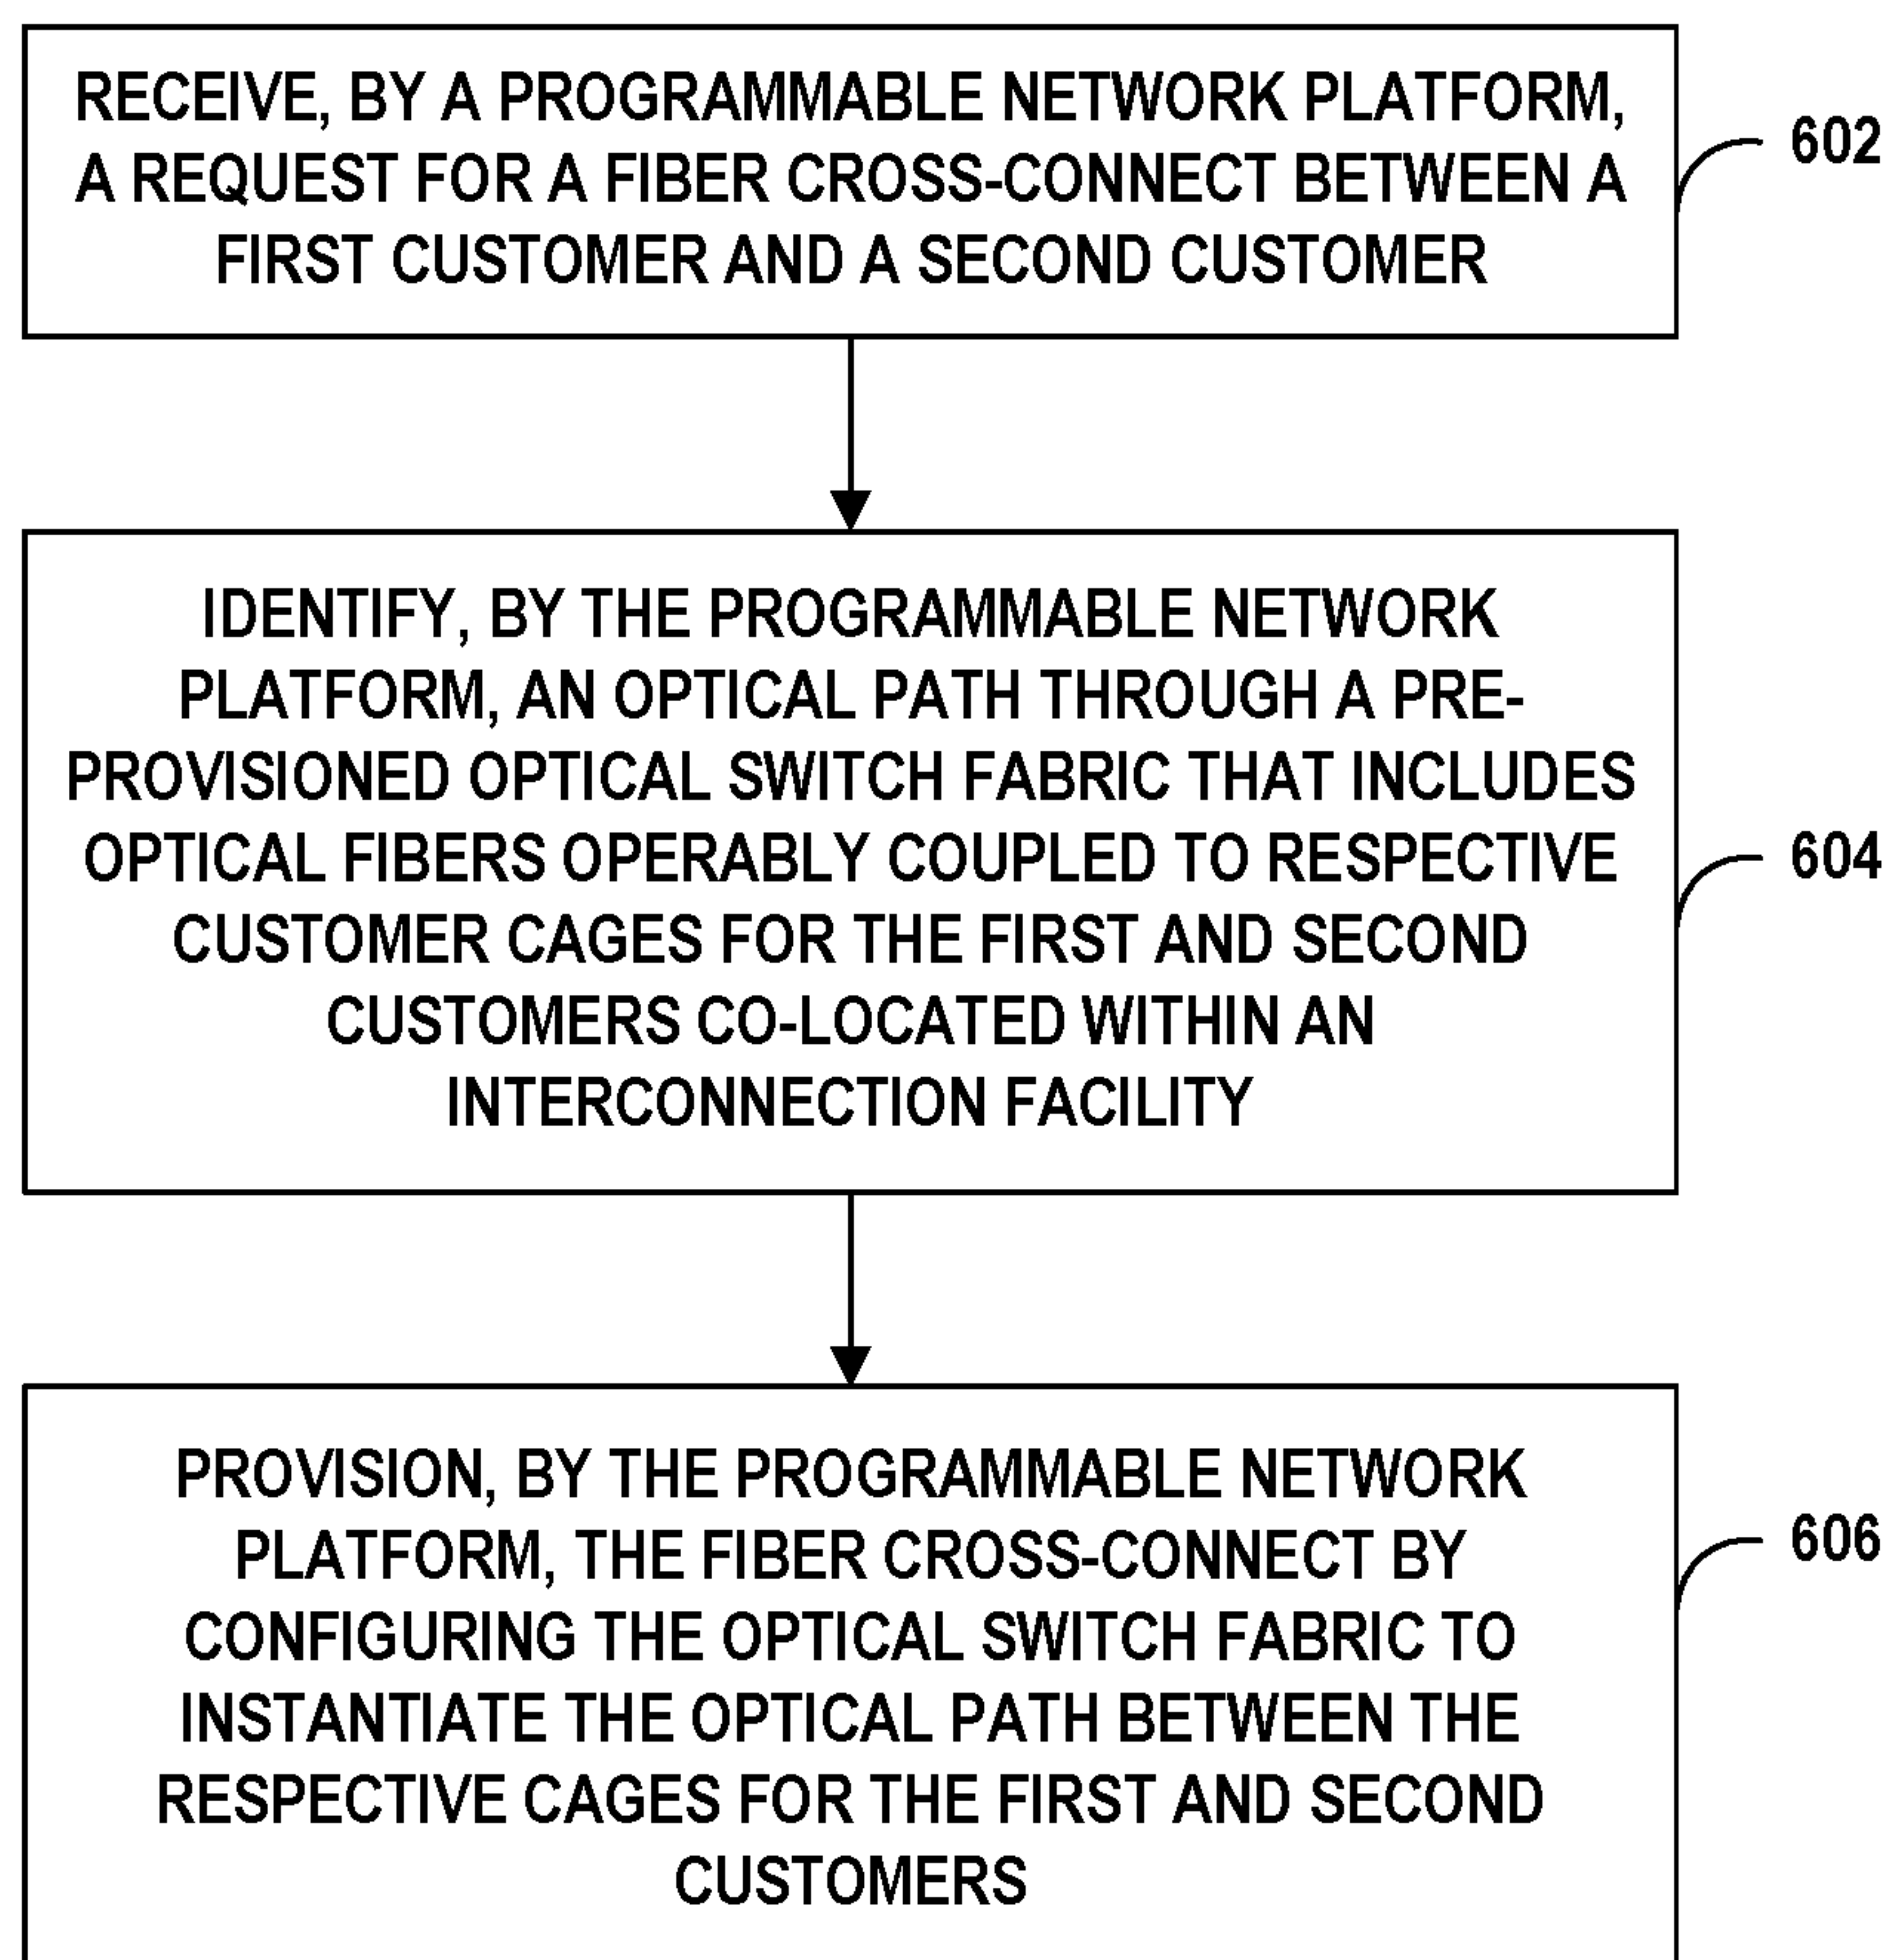 RECEIVE, BY A PROGRAMMABLE NETWORK PLATFORM,
A REQUEST FOR A FIBER CROSS-CONNECT BETWEEN A
FIRST CUSTOMER AND A SECOND CUSTOMER
602
IDENTIFY, BY THE PROGRAMMABLE NETWORK
PLATFORM, AN OPTICAL PATH THROUGH A PRE-
PROVISIONED OPTICAL SWITCH FABRIC THAT INCLUDES
OPTICAL FIBERS OPERABLY COUPLED TO RESPECTIVE
CUSTOMER CAGES FOR THE FIRST AND SECOND
CUSTOMERS CO-LOCATED WITHIN AN
INTERCONNECTION FACILITY
604
PROVISION, BY THE PROGRAMMABLE NETWORK
PLATFORM, THE FIBER CROSS-CONNECT BY
CONFIGURING THE OPTICAL SWITCH FABRIC TO
INSTANTIATE THE OPTICAL PATH BETWEEN THE
RESPECTIVE CAGES FOR THE FIRST AND SECOND
CUSTOMERS
606